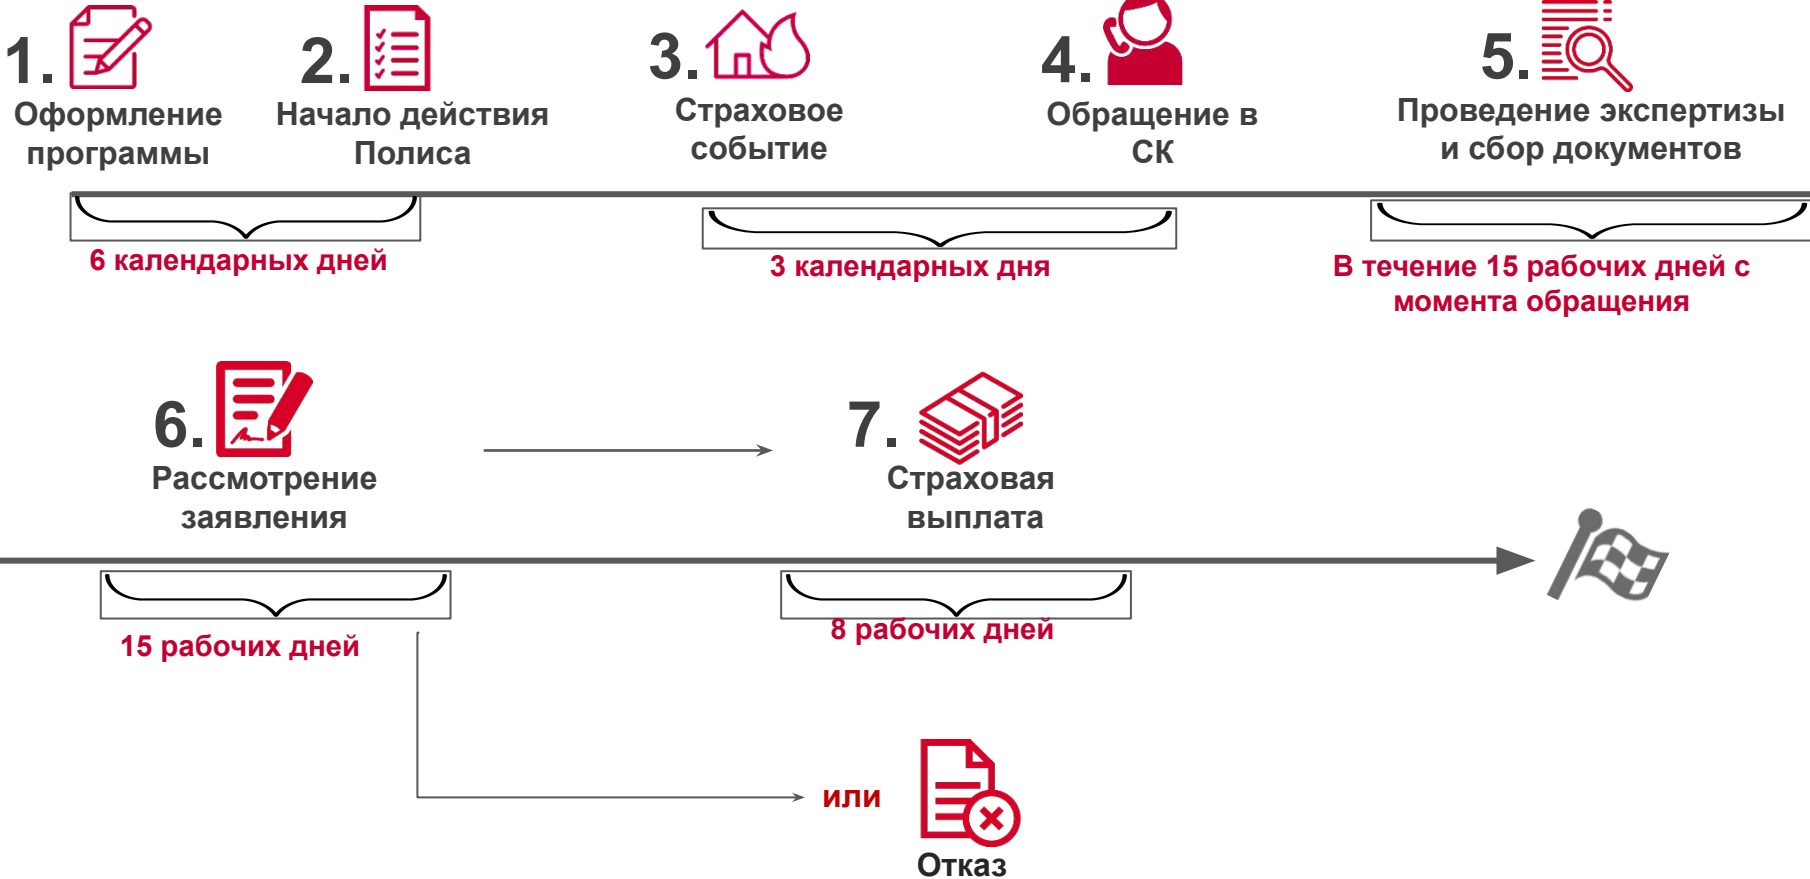 1.
Оформление
программы
2.
Начало действия
Полиса
3.
Страховое
событие
4.
Обращение в
СК
5.
Проведение экспертизы
и сбор документов
6 календарных дней
3 календарных дня
В течение 15 рабочих дней с
момента обращения
6.
Рассмотрение
заявления
7.
Страховая
выплата
15 рабочих дней
8 рабочих дней
или
Отказ